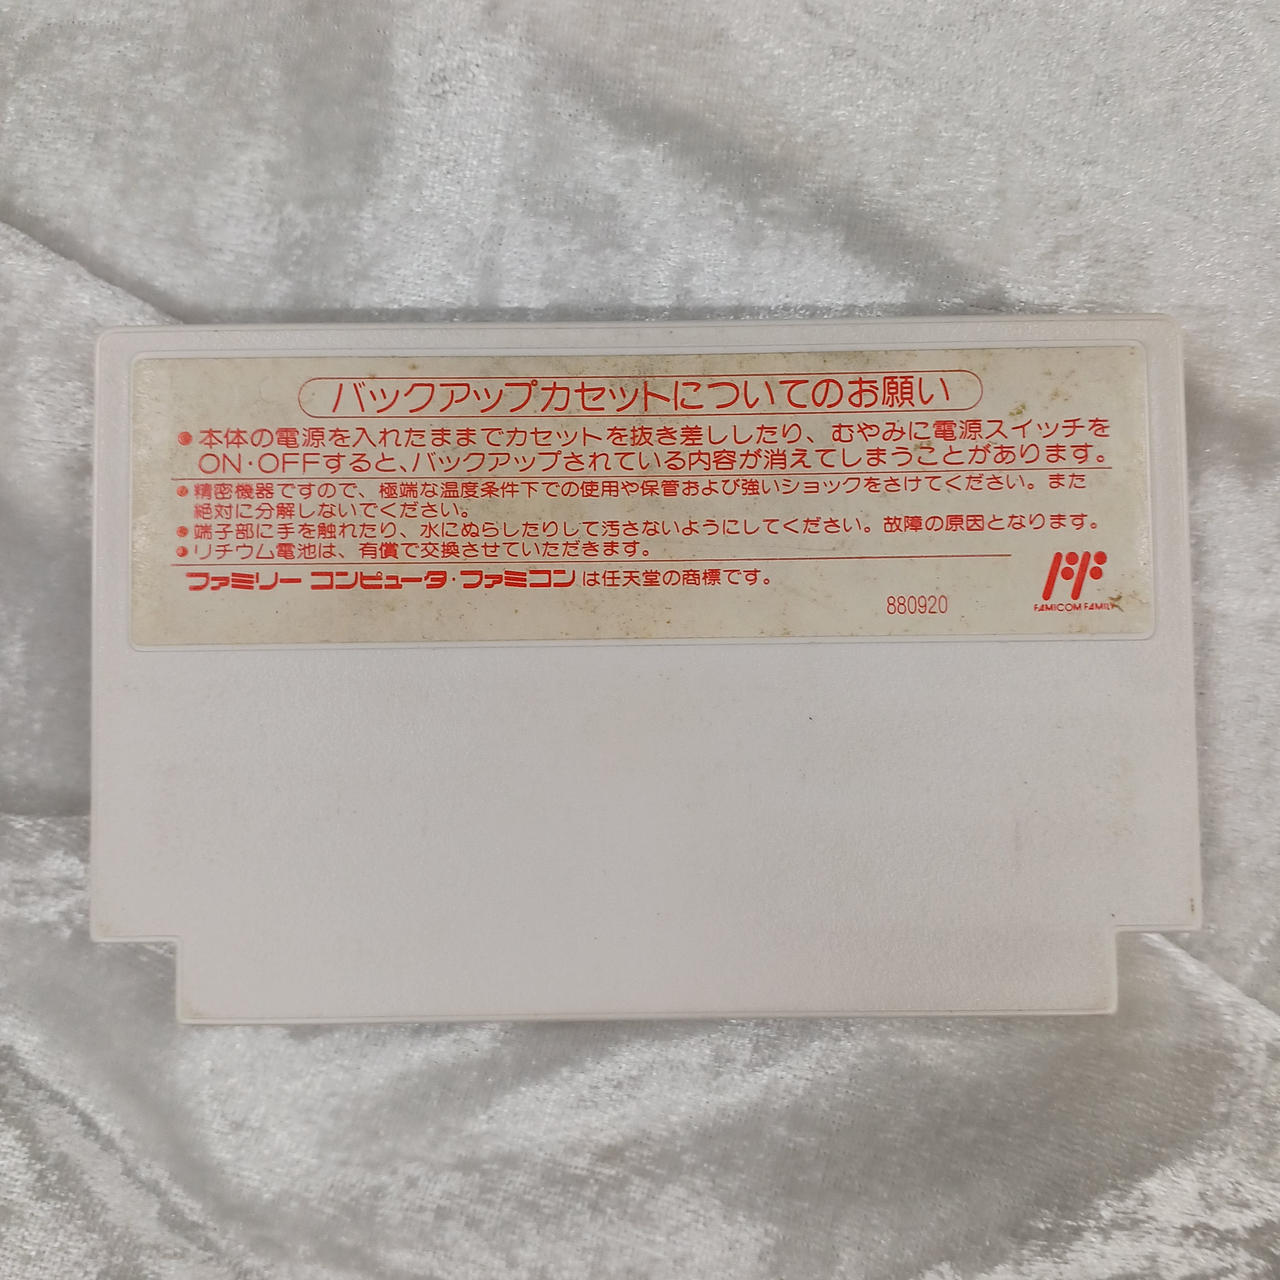 バックアップカセットについてのお願い
●本体の電源を入れたままでカセットを抜き差ししたり、むやみに電源スイッチを
ON・OFFすると、バックアップされている内容が消えてしまうことがあります。
●精密機器ですので、極端な温度条件下での使用や保管および強いショックをさけてください。また
絶対に分解しないでください。
●端子部に手を触れたり、水にぬらしたりして汚さないようにしてください。故障の原因となります。
●リチウム電池は、有償で交換させていただきます。
ファミリー コンピュータ・ファミコンは任天堂の商標です。
880920
FAMICOM FAMILY